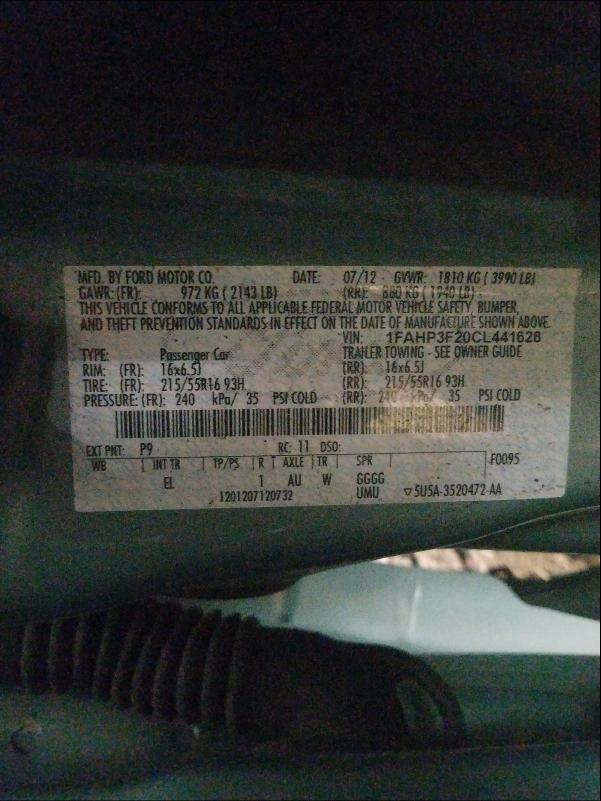 MFD. BY FORD MOTOR CO. DATE: 07/12 GVWR: 1810 KG ( 3990 LB)
GAWR: (FR): 972 KG ( 2143 LB) (RR): 880 KG ( 1940 LB)
THIS VEHICLE CONFORMS TO ALL APPLICABLE FEDERAL MOTOR VEHICLE SAFETY, BUMPER,
AND THEFT PREVENTION STANDARDS IN EFFECT ON THE DATE OF MANUFACTURE SHOWN ABOVE.
VIN: 1FAHP3F20CL441628
TYPE: Passenger Car TRAILER TOWING - SEE OWNER GUIDE
RIM: (FR): 16x6.5J (RR): 16x6.5J
TIRE: (FR): 215/55R16 93H (RR): 215/55R16 93H
PRESSURE: (FR): 240 kPa/ 35 PSI COLD (RR): 240 kPa/ 35 PSI COLD
EXT PNT: P9 RC: 11 DSO:
WB INT TR TP/PS R AXLE TR SPR F0095
EL 1 AU W GGGG
1201207120732 UMU ▽5U5A-3520472-AA